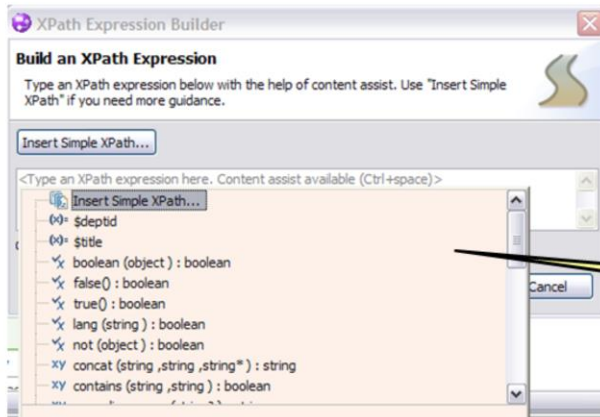 XPath Expression Builder
Build an XPath Expression
Type an XPath expression below with the help of content assist. Use "Insert Simple
XPath" if you need more guidance.
Insert Simple XPath...
<Type an XPath expression here. Content assist available (Ctrl+space)>
Insert Simple XPath...
(x)= $deptid
(x)= $title
boolean (object ) : boolean
false() : boolean
true() : boolean
lang (string ) : boolean
not (object ) : boolean
xy concat (string ,string ,string* ) : string
xy contains (string ,string ) : boolean
Cancel